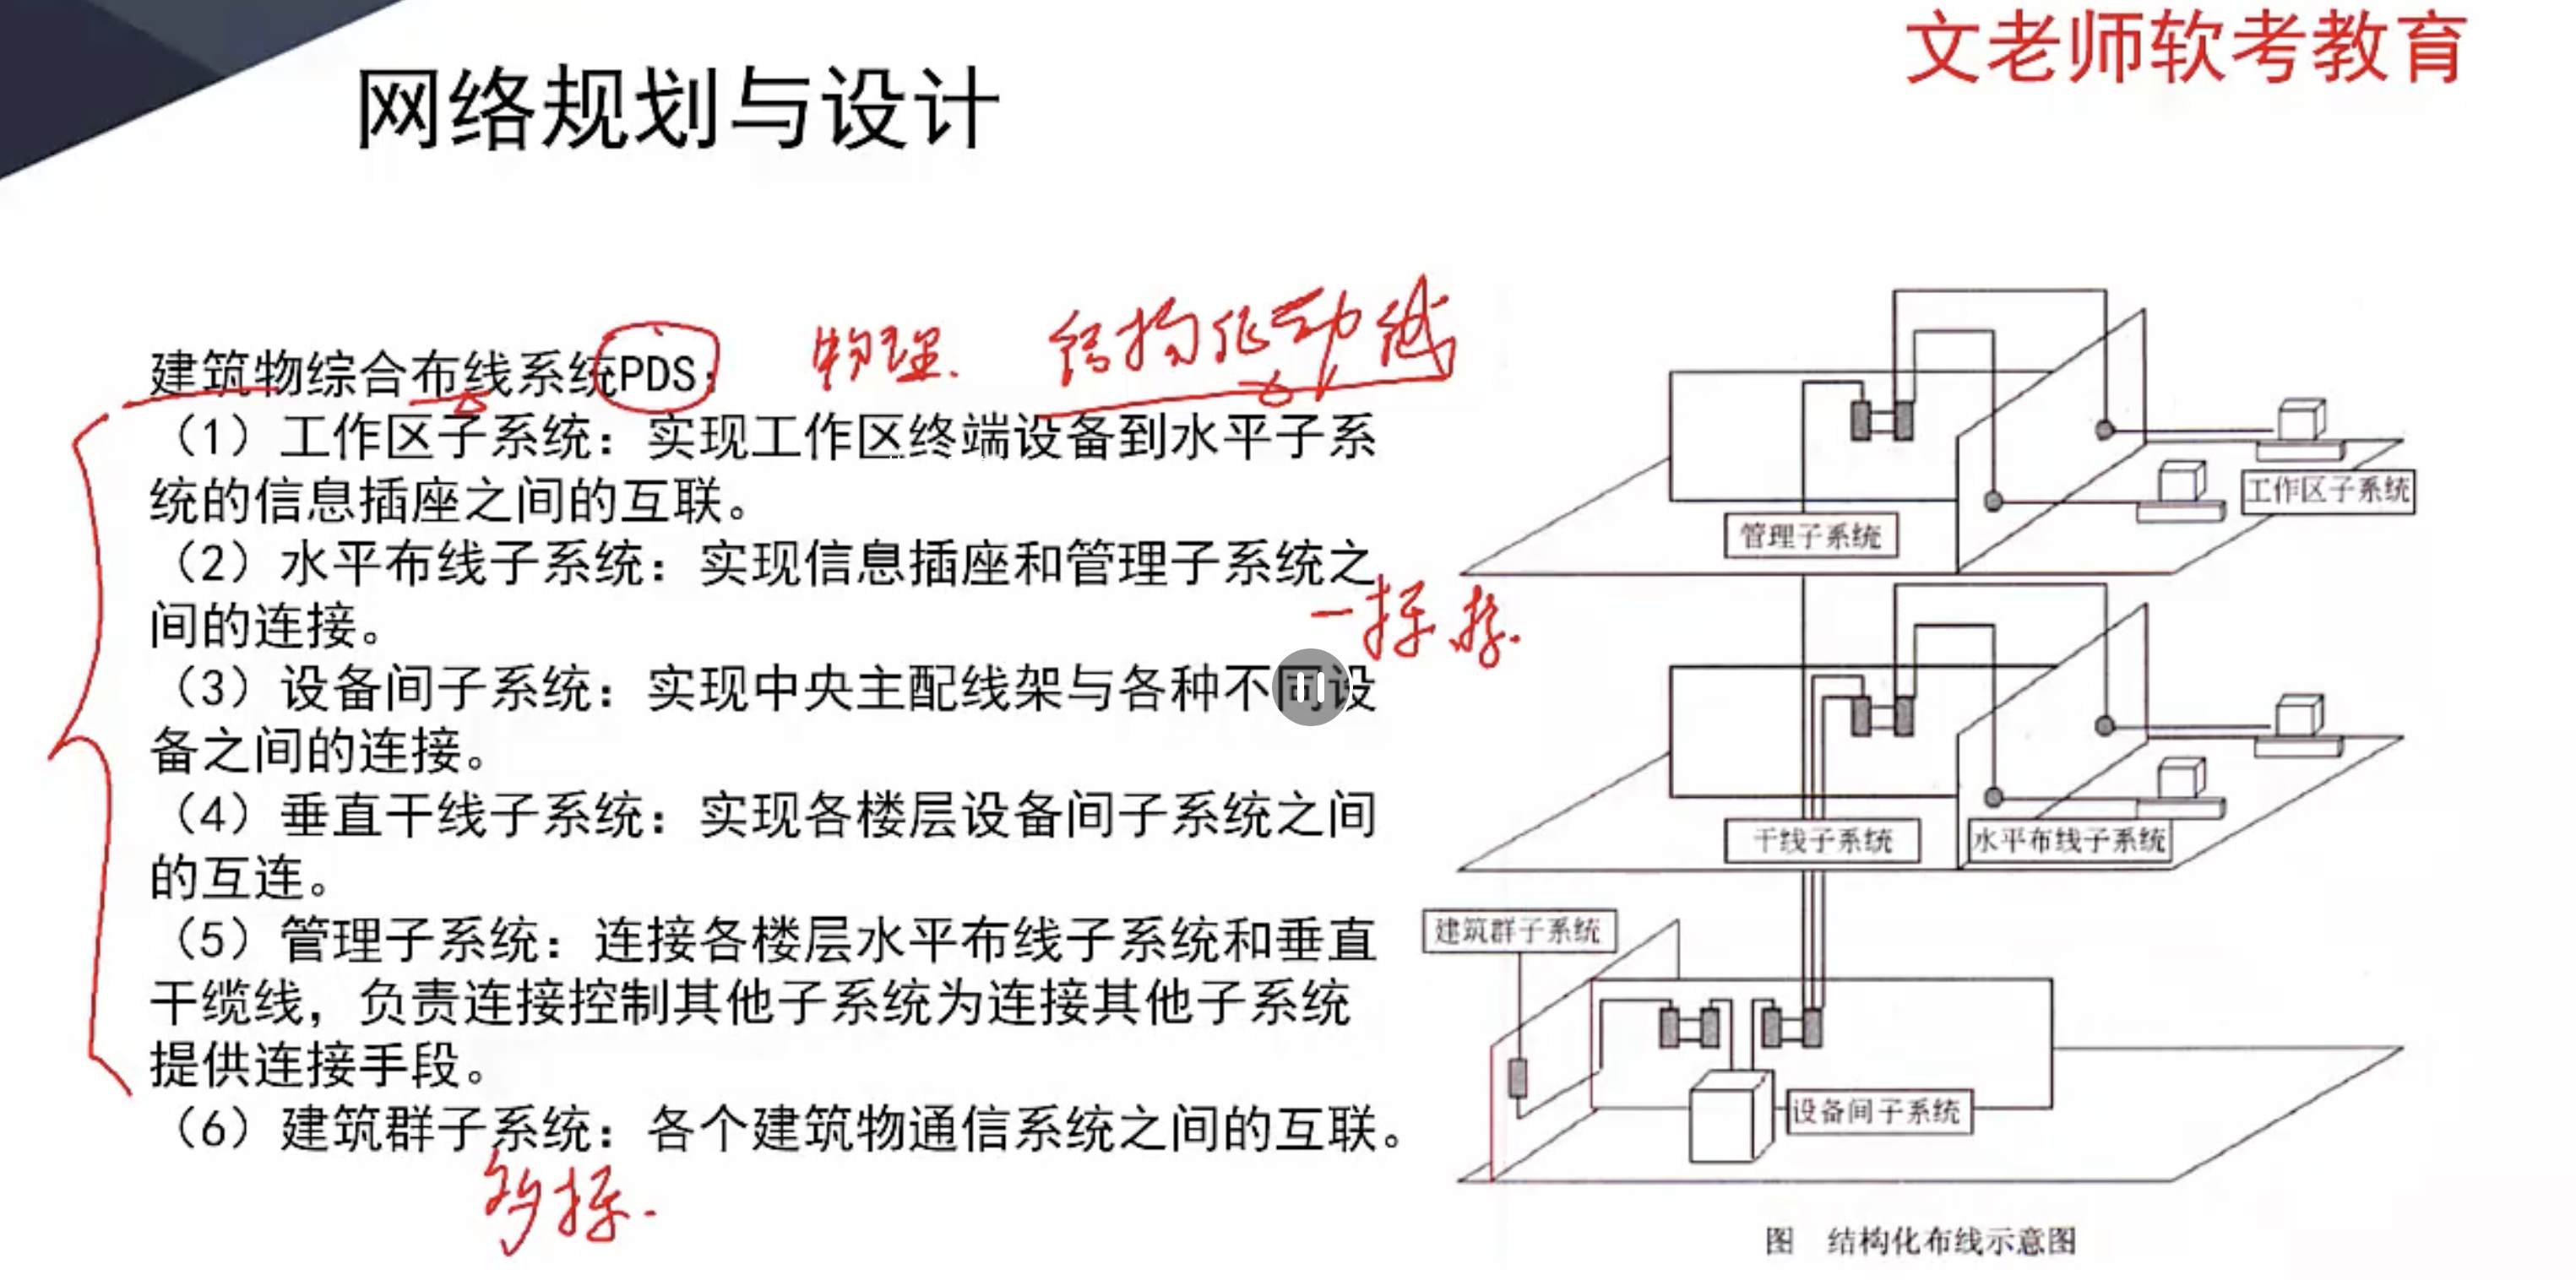 文老师软考教育
网络规划与设计
物理.
建筑物综合布线系统PDS：
（1）工作区子系统：实现工作区终端设备到水平子系
统的信息插座之间的互联。
（2）水平布线子系统：实现信息插座和管理子系统之
间的连接。
（3）设备间子系统：实现中央主配线架与各种不同设
备之间的连接。
（4）垂直干线子系统：实现各楼层设备间子系统之间
的互连。
（5）管理子系统：连接各楼层水平布线子系统和垂直
干缆线，负责连接控制其他子系统为连接其他子系统
提供连接手段。
（6）建筑群子系统：各个建筑物通信系统之间的互联。
工作区子系统
管理子系统
干线子系统
水平布线子系统
建筑群子系统
设备间子系统
图 结构化布线示意图